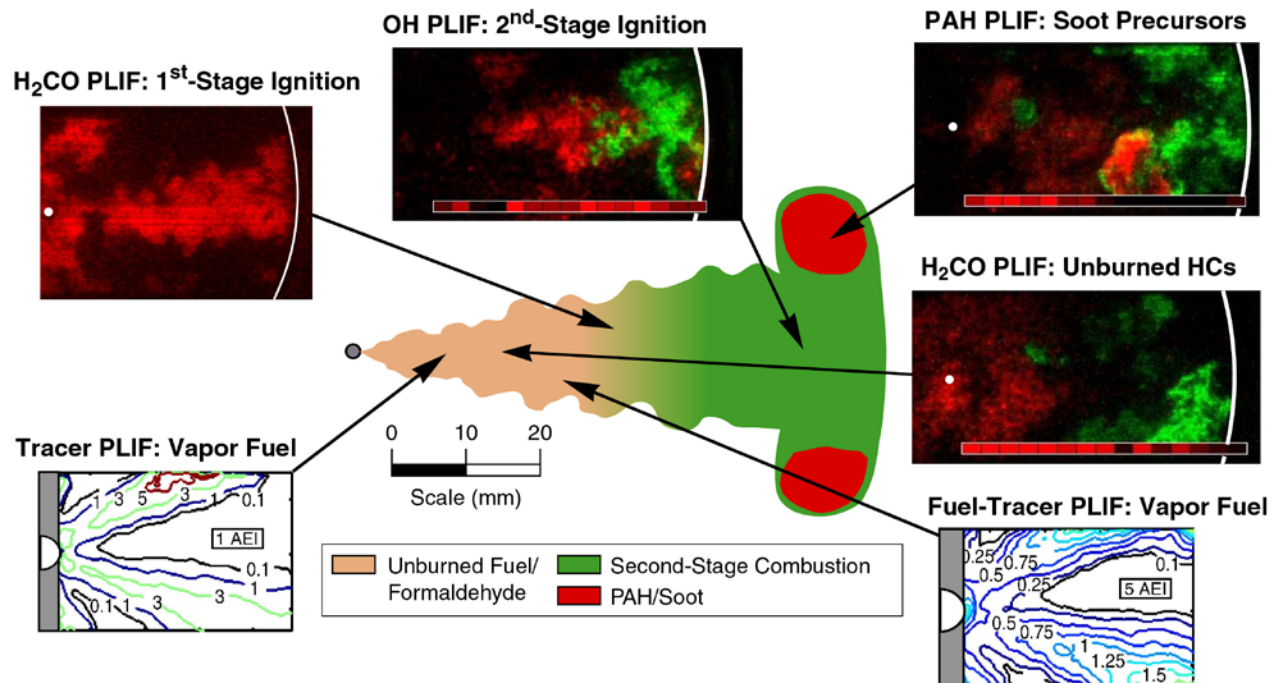 OH PLIF: 2nd-Stage Ignition
PAH PLIF: Soot Precursors
H2CO PLIF: 1st-Stage Ignition
H2CO PLIF: Unburned HCs
0 10 20
Scale (mm)
Tracer PLIF: Vapor Fuel
1 3 5 3 1 0.1
1 AEI
0.1
1
0.1 1 3 3
Unburned Fuel/
Formaldehyde
Second-Stage Combustion
PAH/Soot
Fuel-Tracer PLIF: Vapor Fuel
0.25
0.75
0.1
0.5
0.25
5 AEI
0.5
0.75
1
1.25
1.5